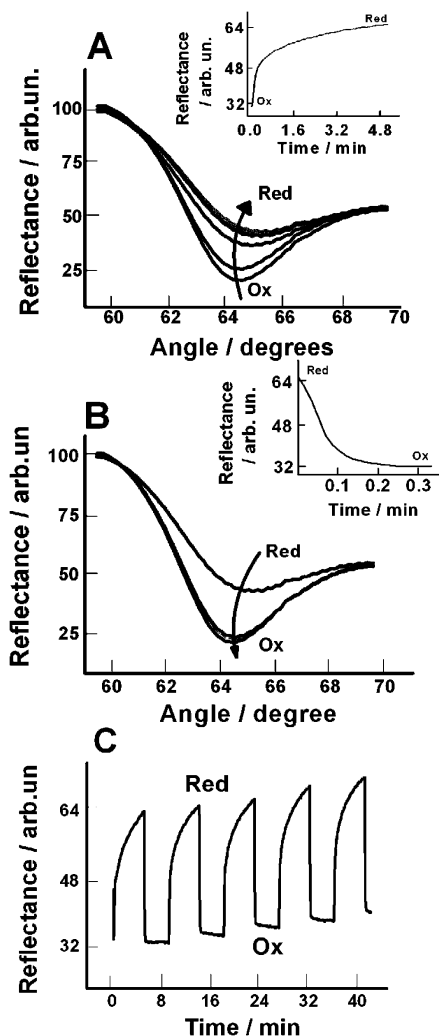 A
Reflectance / arb.un.
100
75
50
25
60 62 64 66 68 70
Angle / degrees
Red
Ox
Reflectance
/ arb. un.
64
48
32
Red
Ox
0.0 1.6 3.2 4.8
Time / min
B
Reflectance / arb.un
100
75
50
25
60 62 64 66 68 70
Angle / degree
Red
Ox
Reflectance
/ arb. un.
64
48
32
Red
Ox
0.1 0.2 0.3
Time / min
C
Reflectance / arb.un
64
48
32
Red
Ox
0 8 16 24 32 40
Time / min